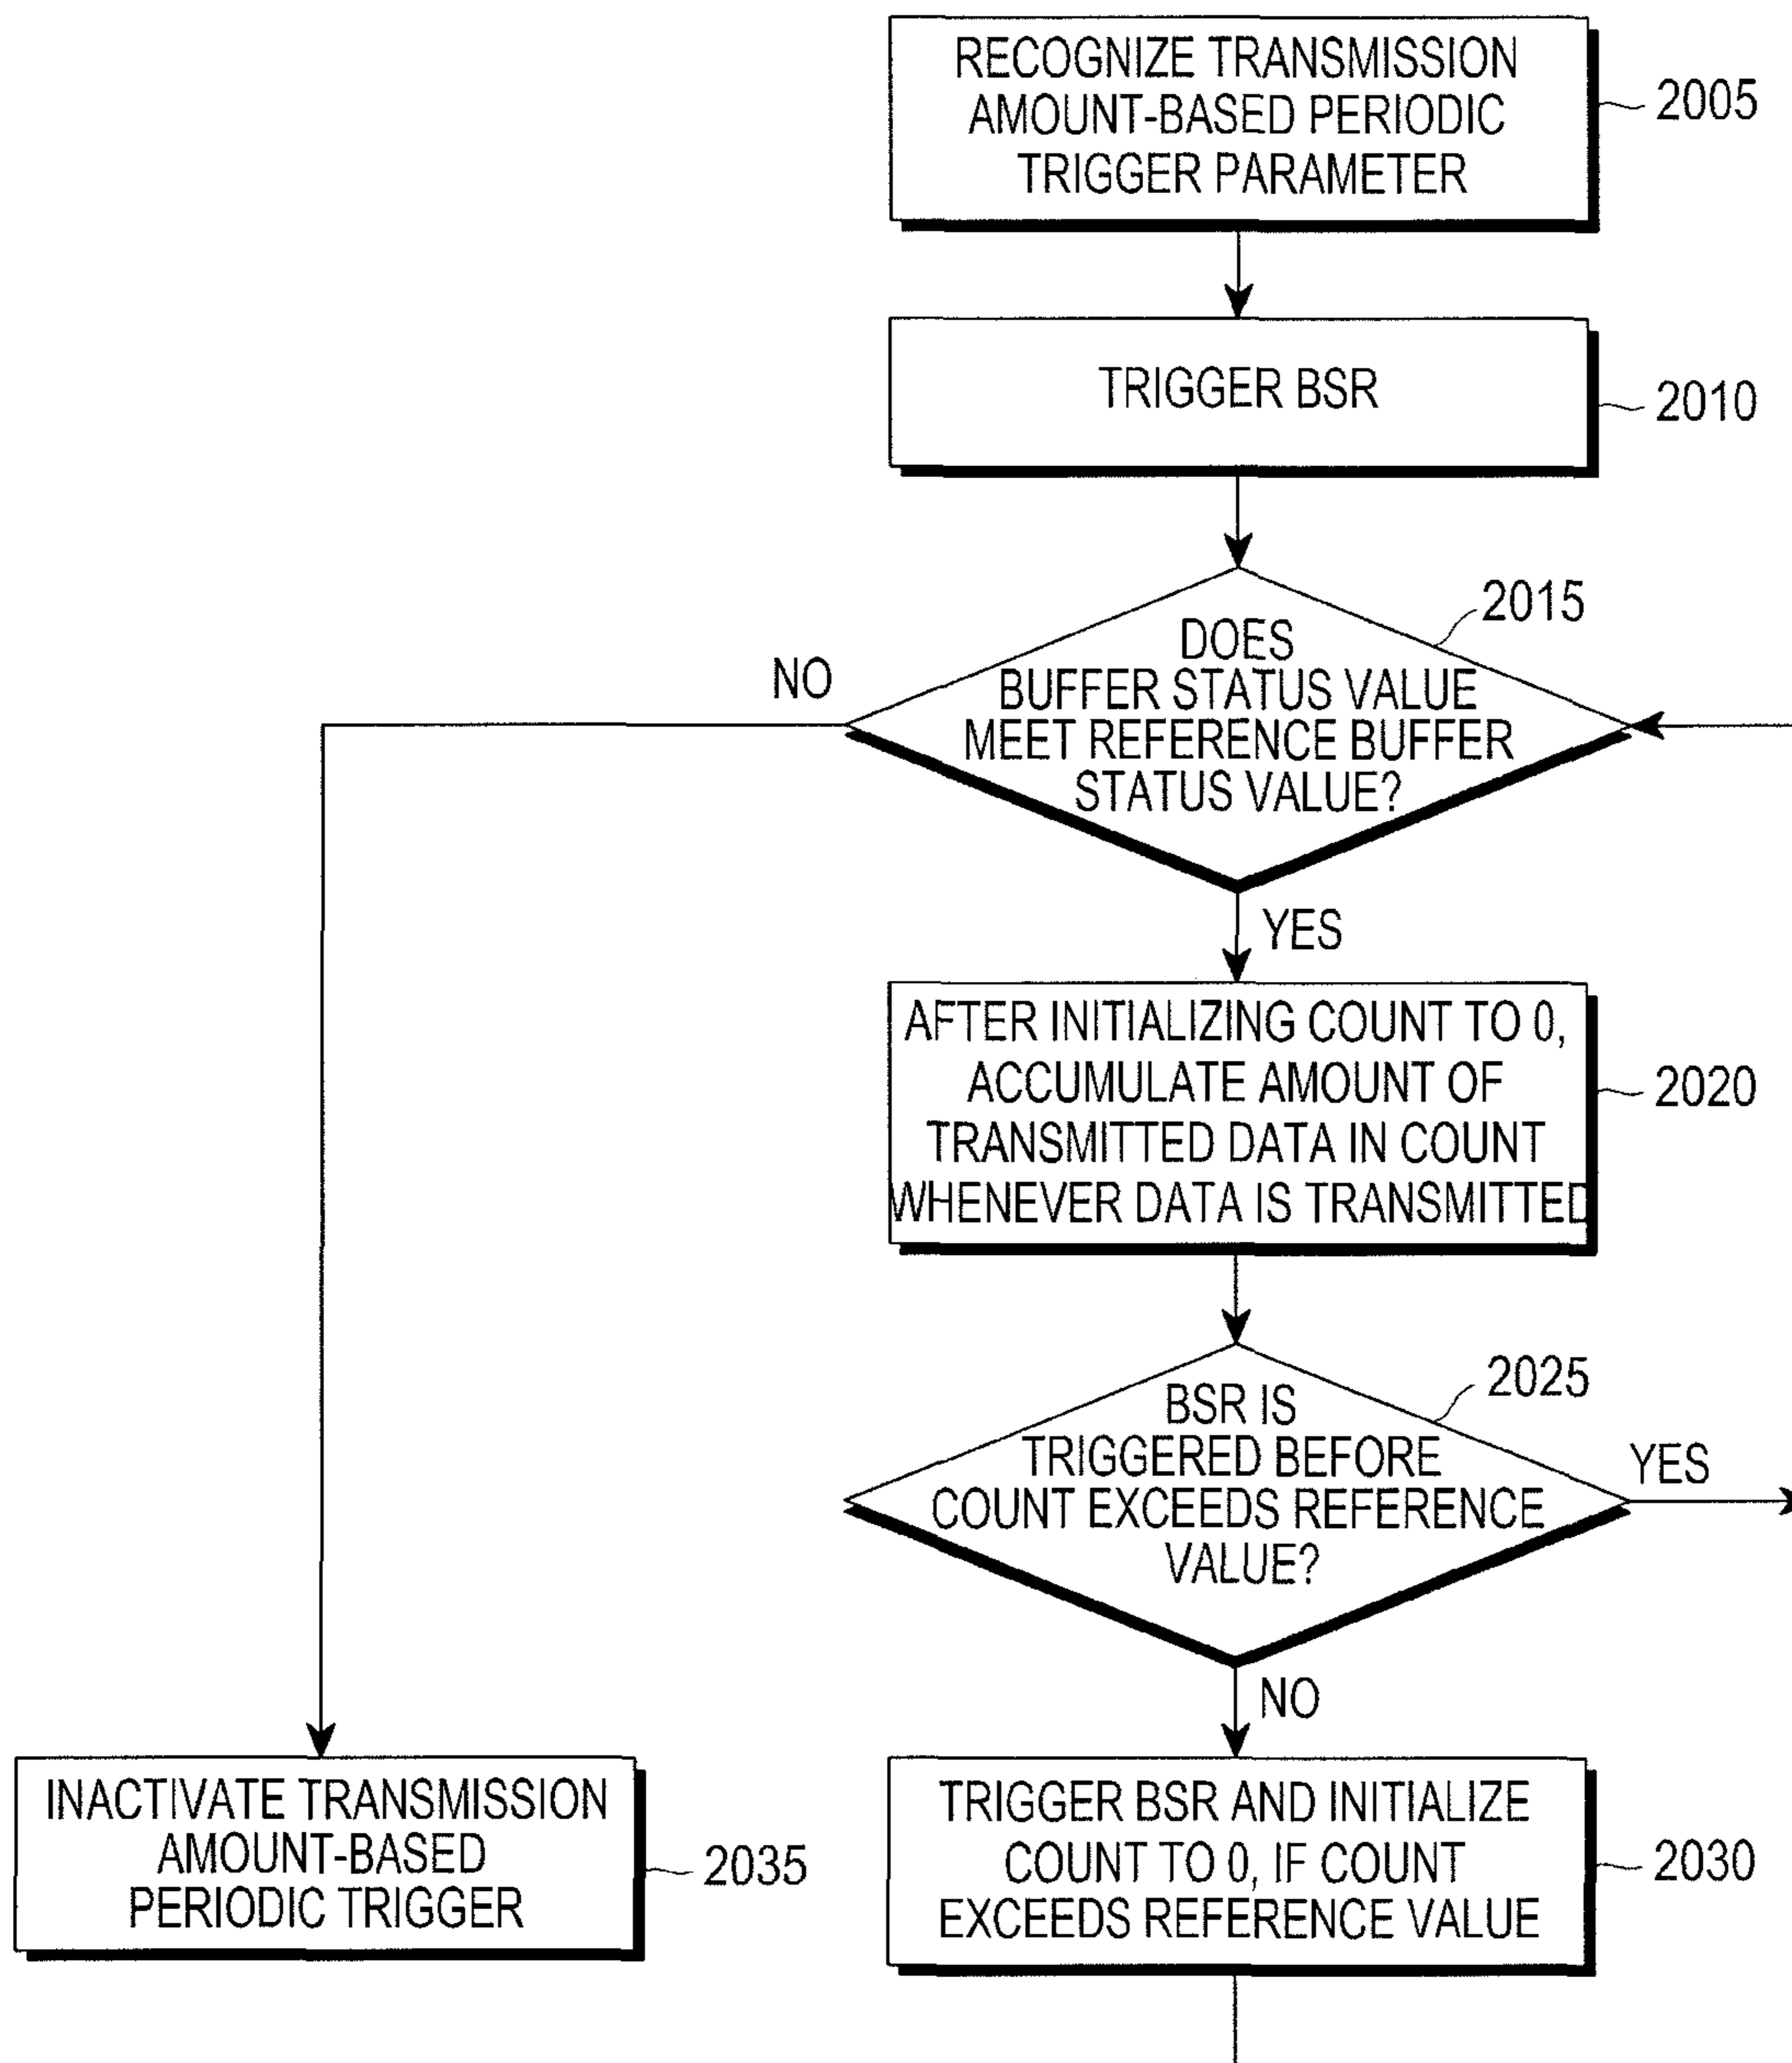 RECOGNIZE TRANSMISSION
AMOUNT-BASED PERIODIC
TRIGGER PARAMETER
2005
TRIGGER BSR
2010
2015
DOES
BUFFER STATUS VALUE
MEET REFERENCE BUFFER
STATUS VALUE?
NO
YES
AFTER INITIALIZING COUNT TO 0,
ACCUMULATE AMOUNT OF
TRANSMITTED DATA IN COUNT
WHENEVER DATA IS TRANSMITTED
2020
2025
BSR IS
TRIGGERED BEFORE
COUNT EXCEEDS REFERENCE
VALUE?
YES
NO
INACTIVATE TRANSMISSION
AMOUNT-BASED
PERIODIC TRIGGER
2035
TRIGGER BSR AND INITIALIZE
COUNT TO 0, IF COUNT
EXCEEDS REFERENCE VALUE
2030